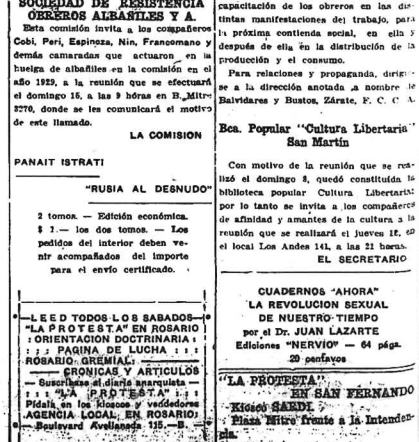 SOCIEDAD DE RESISTENCIA
OBREROS ALBAÑILES Y A.
Esta comisión invita a los compañeros
Cobi, Peri, Espinoza, Nin, Francomano y
demás camaradas que actuaron en la
huelga de albañiles en la comisión en el
año 1929, a la reunión que se efectuará
el domingo 15, a las 9 hóras en B. Mitre
3270, donde se les comunicará el motivo
de este llamado.
LA COMISION
PANAIT ISTRATI
"RUSIA AL DESNUDO"
2 tomos. — Edición económica.
$ 1.— los dos tomos. — Los
pedidos del interior deben ve-
nir acompañados del importe
para el envío certificado.
—LEED TODOS LOS SABADOS—
"LA PROTESTA" EN ROSARIO
: ORIENTACION DOCTRINARIA :
: : : PAGINA DE LUCHA : : :
ROSARIO GREMIAL:
— CRONICAS Y ARTICULOS
— Suscríbase al diario anarquista —
: : : "LA PROTESTA" : : :
Pídala en los kioscos y vendedores
AGENCIA LOCAL, EN ROSARIO:
Boulevard Avellaneda 115.—B.
capacitación de los obreros en las dis-
tintas manifestaciones del trabajo, para
la próxima contienda social, en ella y
después de ella en la distribución de la
producción y el consumo.
Para relaciones y propaganda, dirigir-
se a la dirección anotada a nombre de
Balvidares y Bustos, Zárate, F. C. C. A.
Bca. Popular "Cultura Libertaria"
San Martín
Con motivo de la reunión que se rea-
lizó el domingo 8, quedó constituída la
biblioteca popular Cultura Libertaria:
por lo tanto se invita a los compañeros
de afinidad y amantes de la cultura a la
reunión que se realizará el jueves 12, en
el local Los Andes 141, a las 21 horas.
EL SECRETARIO
CUADERNOS "AHORA"
LA REVOLUCION SEXUAL
DE NUESTRO TIEMPO
por el Dr. JUAN LAZARTE
Ediciones "NERVIO" — 64 pága.
20 centavos
"LA PROTESTA"
EN SAN FERNANDO
Kiosco SARDI
Plaza Mitre frente a la Intenden-
cia.